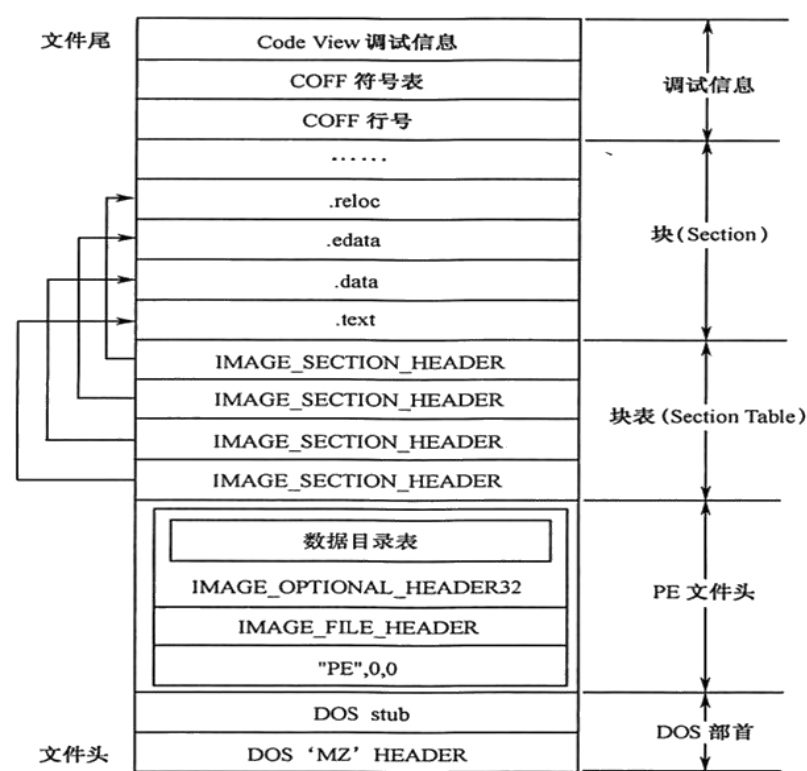 文件尾
Code View 调试信息
COFF 符号表
调试信息
COFF 行号
······
.reloc
.edata
块(Section)
.data
.text
IMAGE_SECTION_HEADER
IMAGE_SECTION_HEADER
块表(Section Table)
IMAGE_SECTION_HEADER
IMAGE_SECTION_HEADER
数据目录表
IMAGE_OPTIONAL_HEADER32
PE 文件头
IMAGE_FILE_HEADER
"PE",0,0
DOS stub
DOS 部首
文件头
DOS ‘MZ’ HEADER